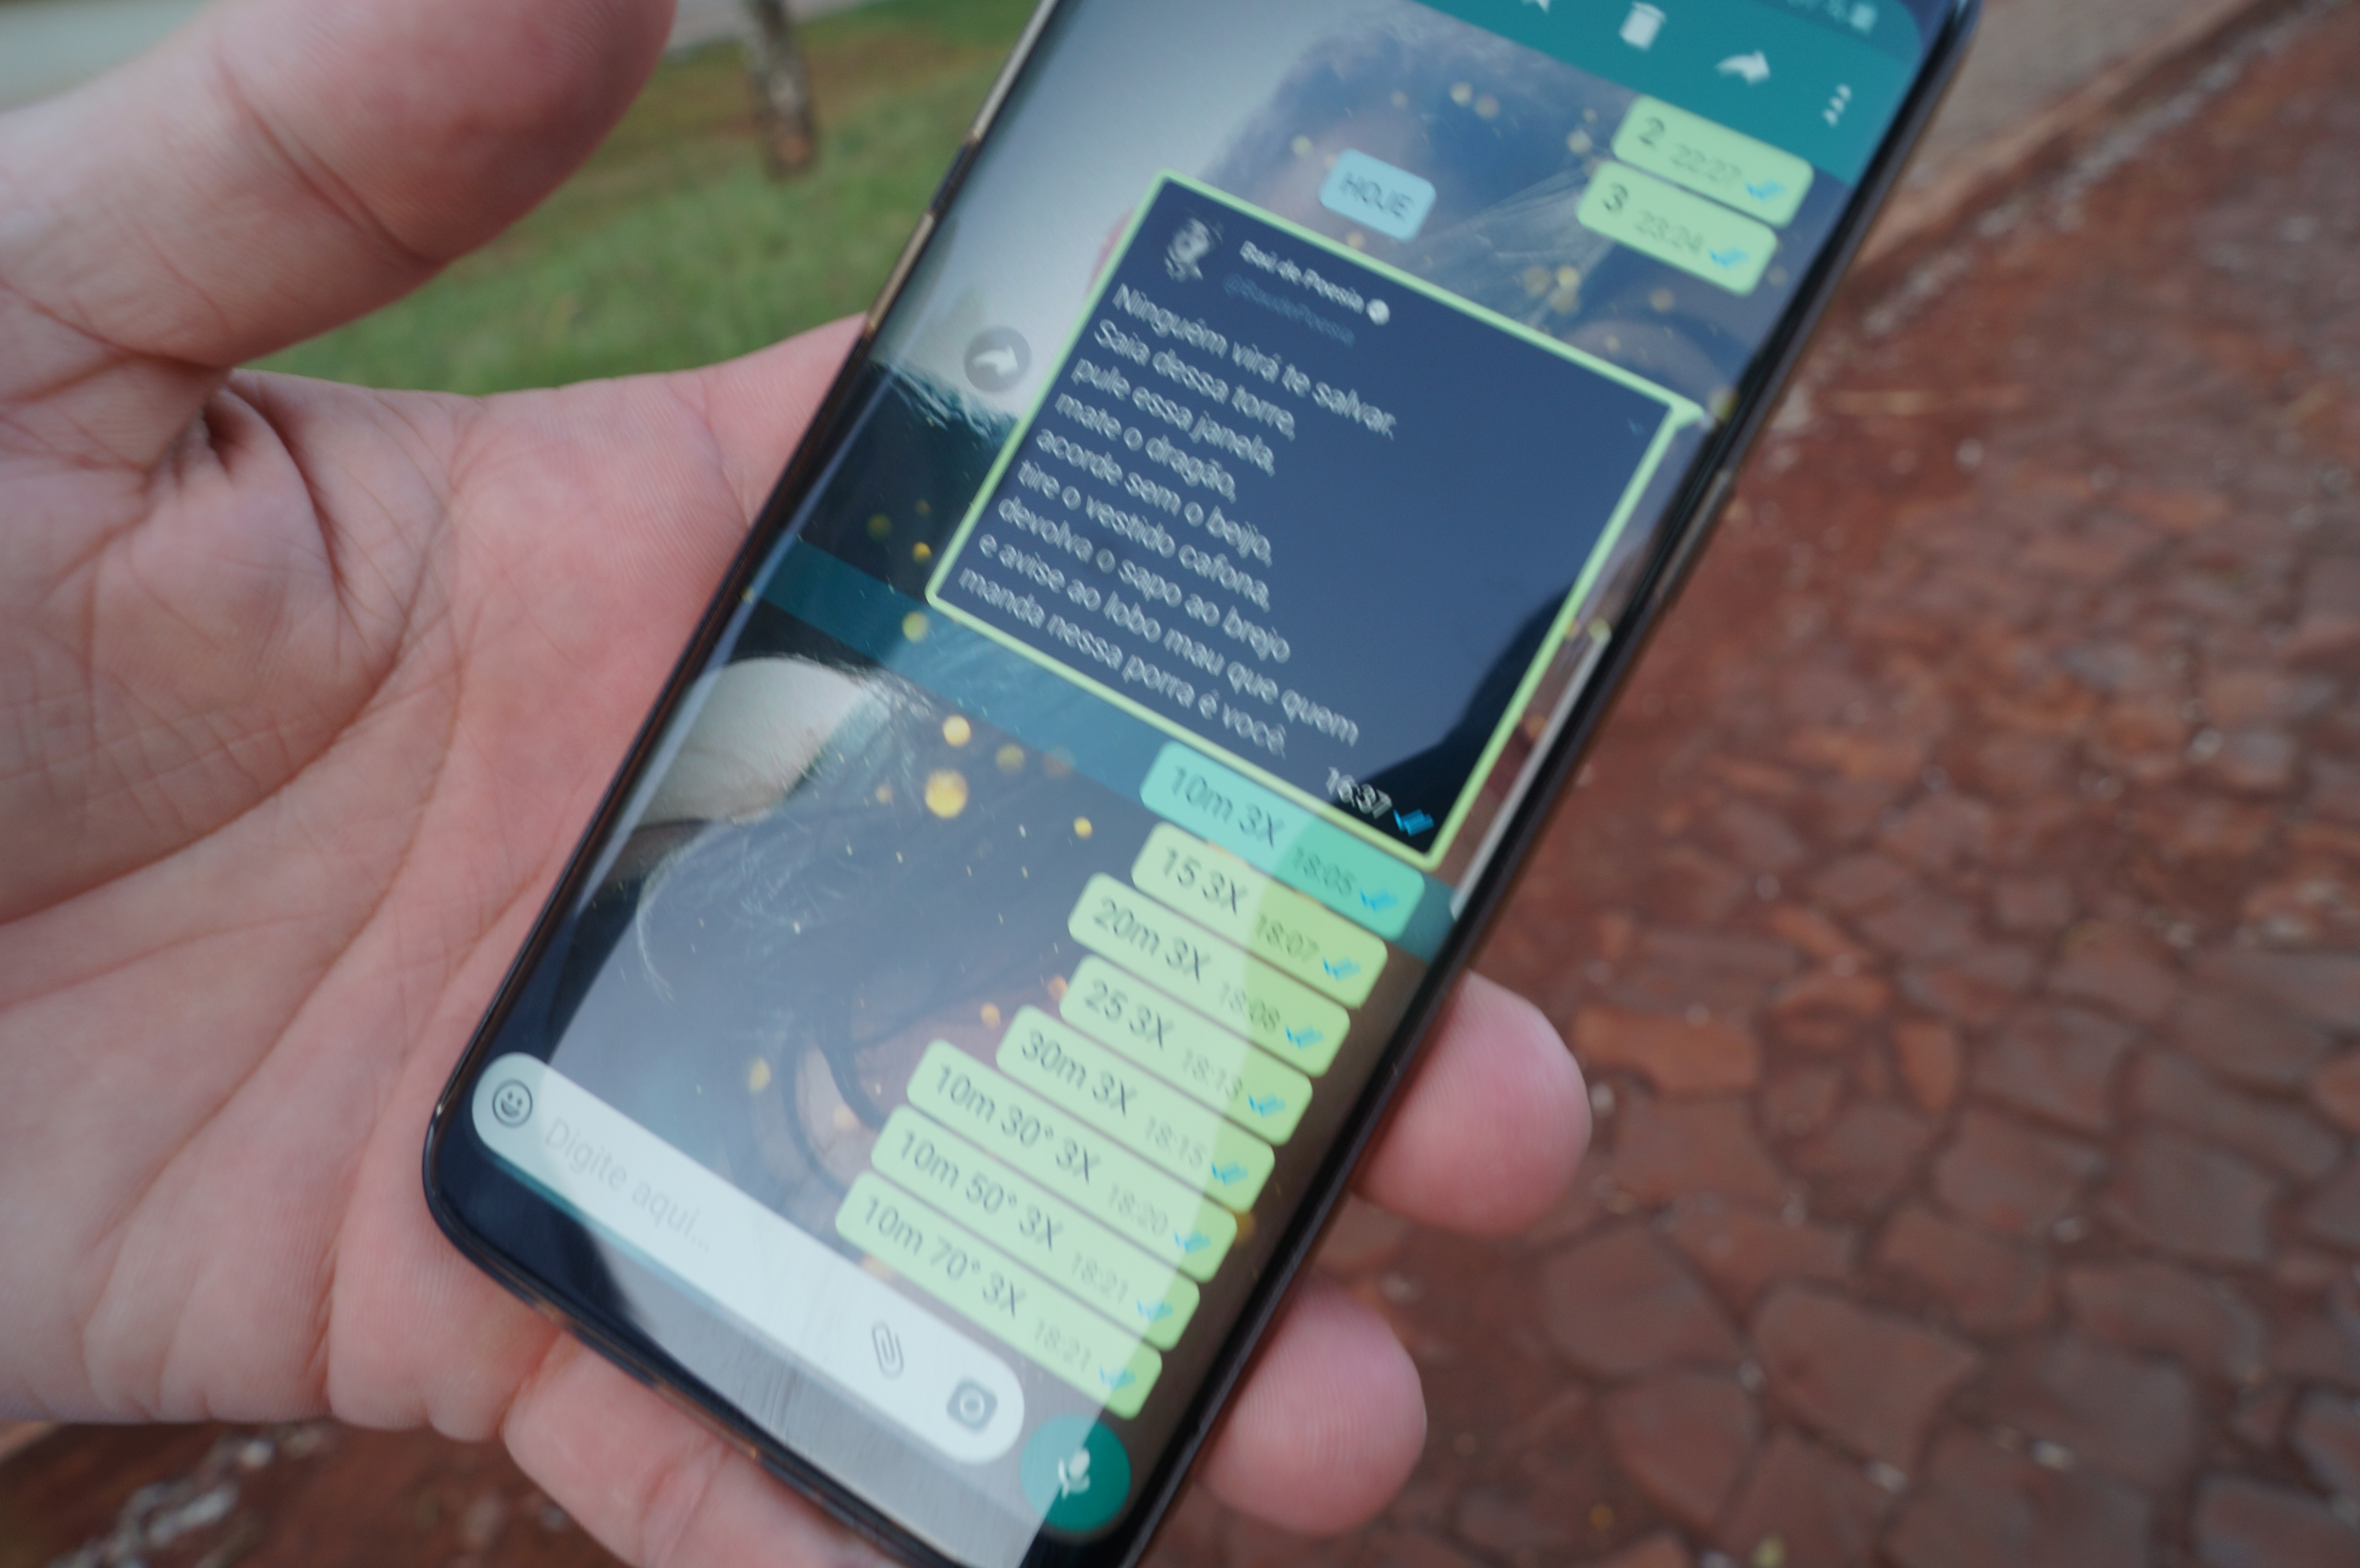 2 22:27
3 23:24
HOJE
Baú de Poesia
@BaudePoesia
Ninguém virá te salvar.
Saia dessa torre,
pule essa janela,
mate o dragão,
acorde sem o beijo,
tire o vestido cafona,
devolva o sapo ao brejo
e avise ao lobo mau que quem
manda nessa porra é você.
16:37
10m 3X 18:05
15 3X 18:07
20m 3X 18:08
25 3X 18:13
30m 3X 18:15
10m 30° 3X 18:20
10m 50° 3X 18:21
10m 70° 3X 18:21
Digite aqui...